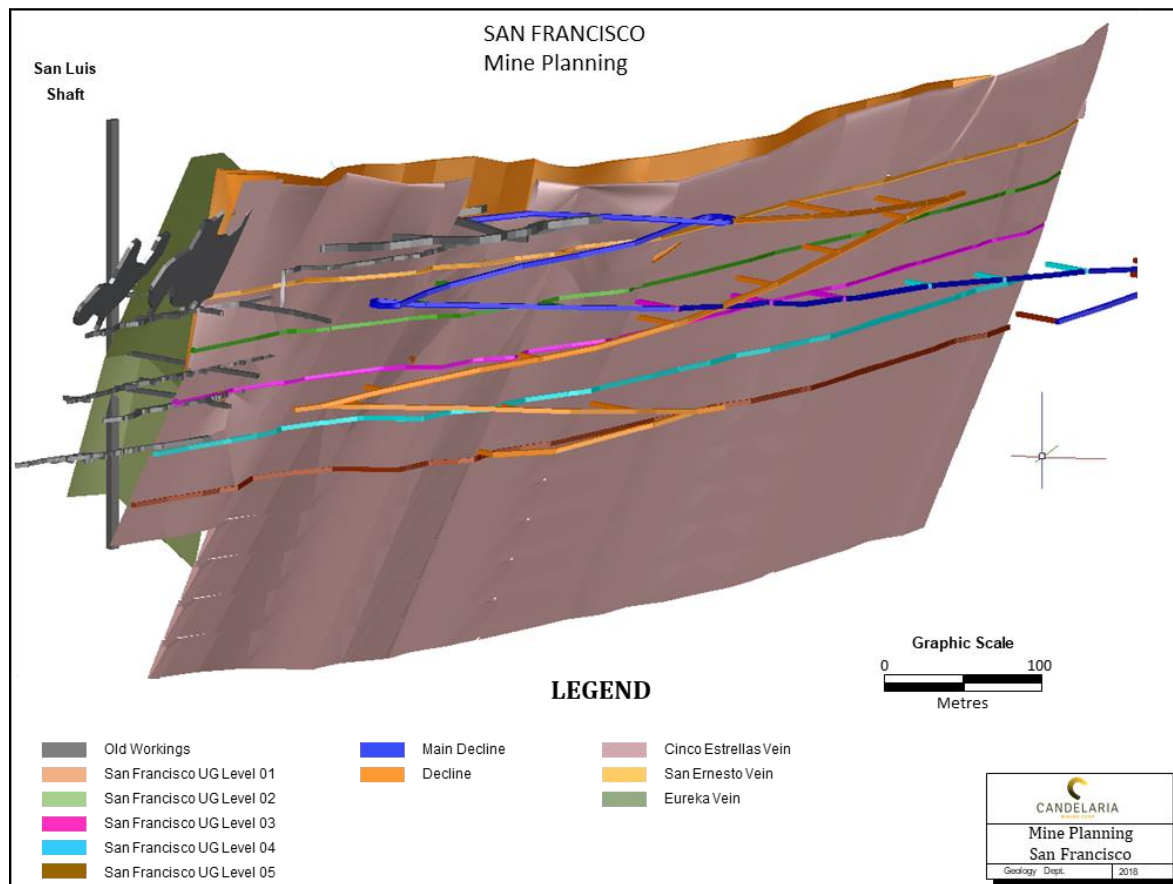 SAN FRANCISCO
Mine Planning
San Luis
Shaft
Graphic Scale
0 100
Metres
LEGEND
Old Workings
San Francisco UG Level 01
San Francisco UG Level 02
San Francisco UG Level 03
San Francisco UG Level 04
San Francisco UG Level 05
Main Decline
Decline
Cinco Estrellas Vein
San Ernesto Vein
Eureka Vein
CANDELARIA
MINING CORP
Mine Planning
San Francisco
Geology Dept. 2018